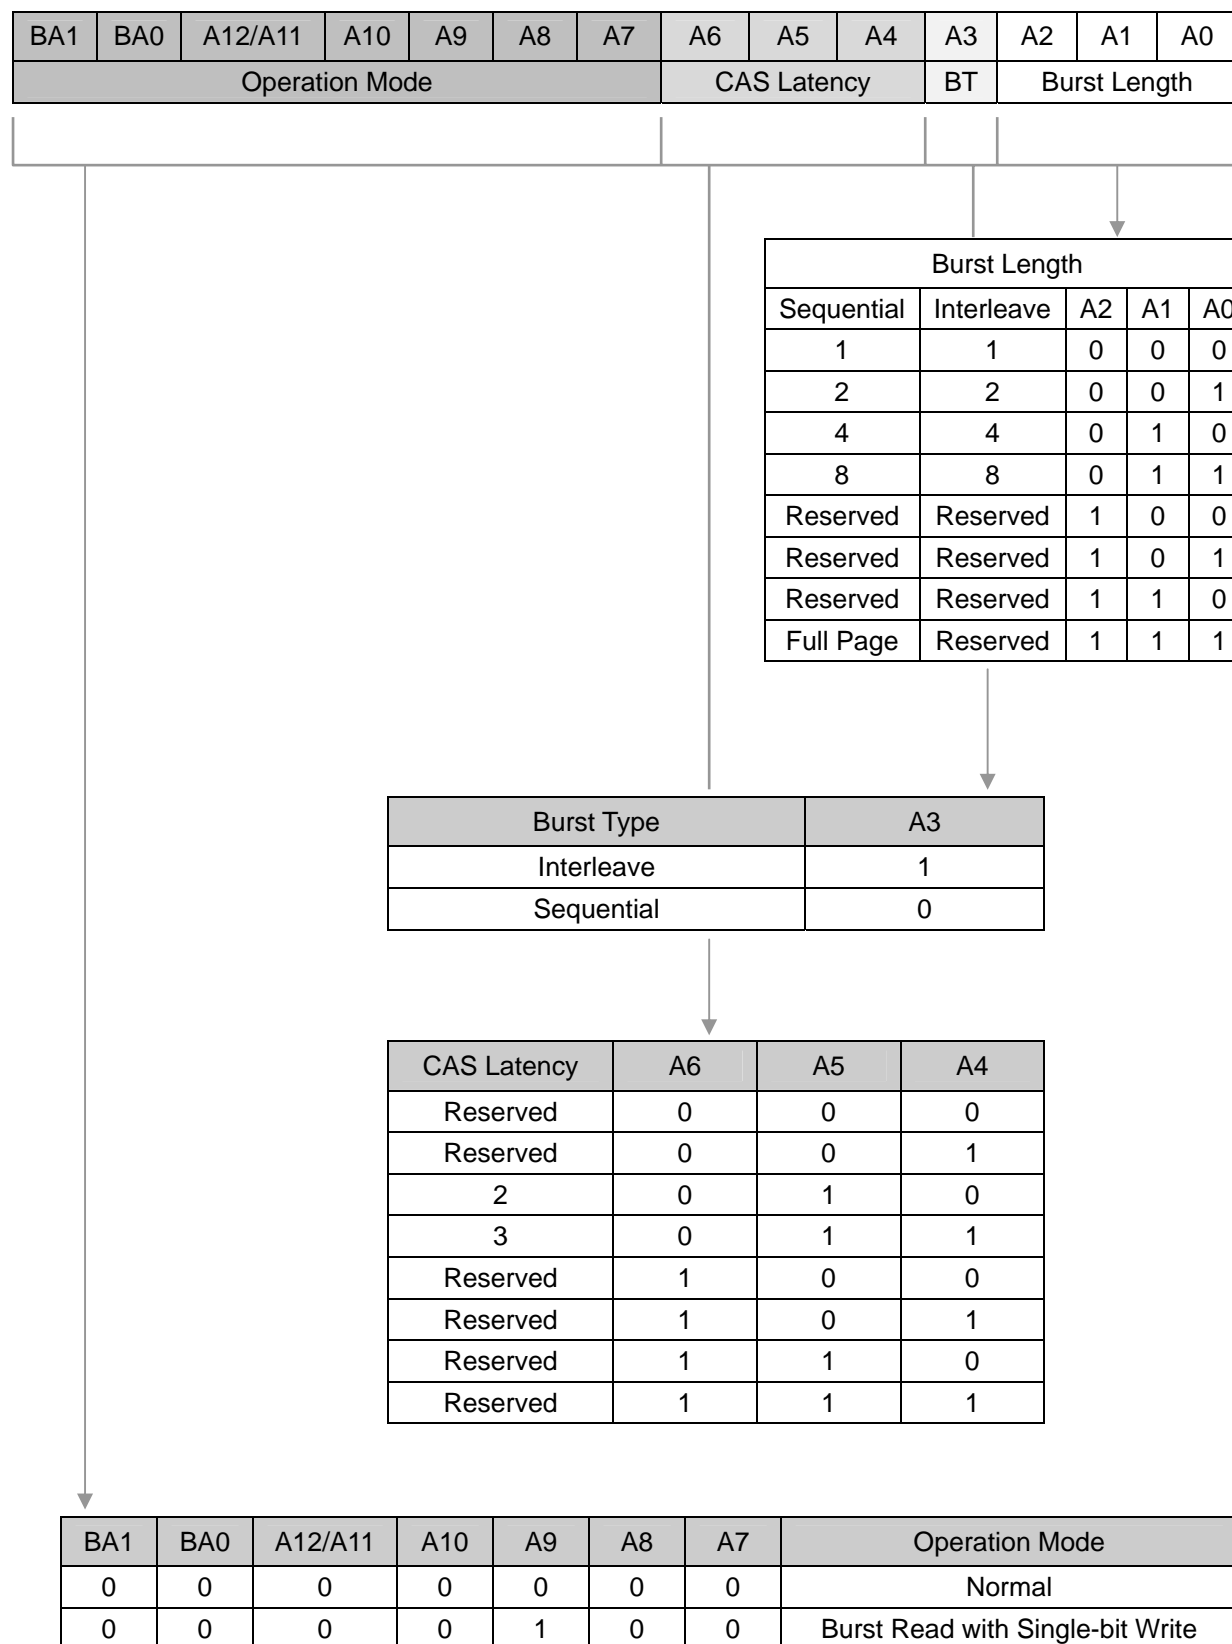 BA1 BA0 A12/A11 A10 A9 A8 A7 A6 A5 A4 A3 A2 A1 A0
Operation Mode CAS Latency BT Burst Length
Burst Length
Sequential Interleave A2 A1 A0
1 1 0 0 0
2 2 0 0 1
4 4 0 1 0
8 8 0 1 1
Reserved Reserved 1 0 0
Reserved Reserved 1 0 1
Reserved Reserved 1 1 0
Full Page Reserved 1 1 1
Burst Type A3
Interleave 1
Sequential 0
CAS Latency A6 A5 A4
Reserved 0 0 0
Reserved 0 0 1
2 0 1 0
3 0 1 1
Reserved 1 0 0
Reserved 1 0 1
Reserved 1 1 0
Reserved 1 1 1
BA1 BA0 A12/A11 A10 A9 A8 A7 Operation Mode
0 0 0 0 0 0 0 Normal
0 0 0 0 1 0 0 Burst Read with Single-bit Write